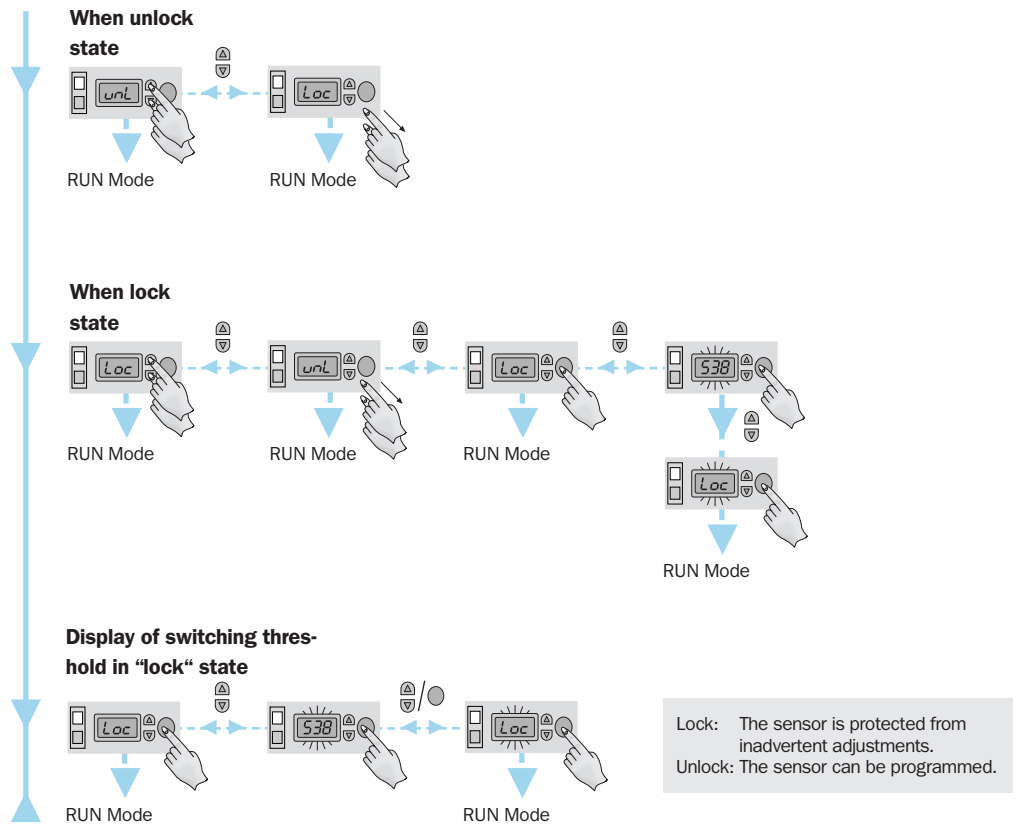 When unlock
state
unL
Loc
RUN Mode
RUN Mode
When lock
state
Loc
unL
Loc
538
RUN Mode
RUN Mode
RUN Mode
Loc
RUN Mode
Display of switching thres-
hold in “lock“ state
Loc
538
Loc
RUN Mode
RUN Mode
Lock: The sensor is protected from
inadvertent adjustments.
Unlock: The sensor can be programmed.